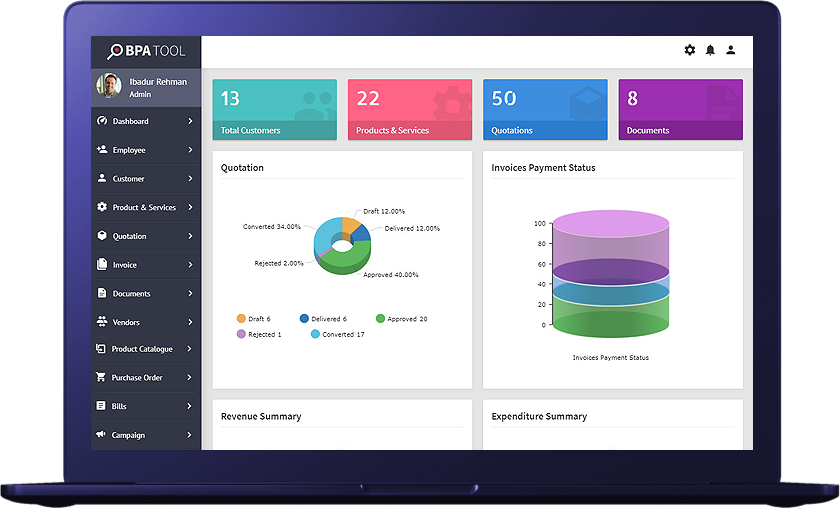 BPA TOOL
Ibadur Rehman
Admin
Dashboard
Employee
Customer
Product & Services
Quotation
Invoice
Documents
Vendors
Product Catalogue
Purchase Order
Bills
Campaign
13
Total Customers
22
Products & Services
50
Quotations
8
Documents
Quotation
Draft 12.00%
Converted 34.00%
Delivered 12.00%
Rejected 2.00%
Approved 40.00%
Draft 6
Delivered 6
Approved 20
Rejected 1
Converted 17
Invoices Payment Status
100
80
60
40
20
0
Invoices Payment Status
Revenue Summary
Expenditure Summary